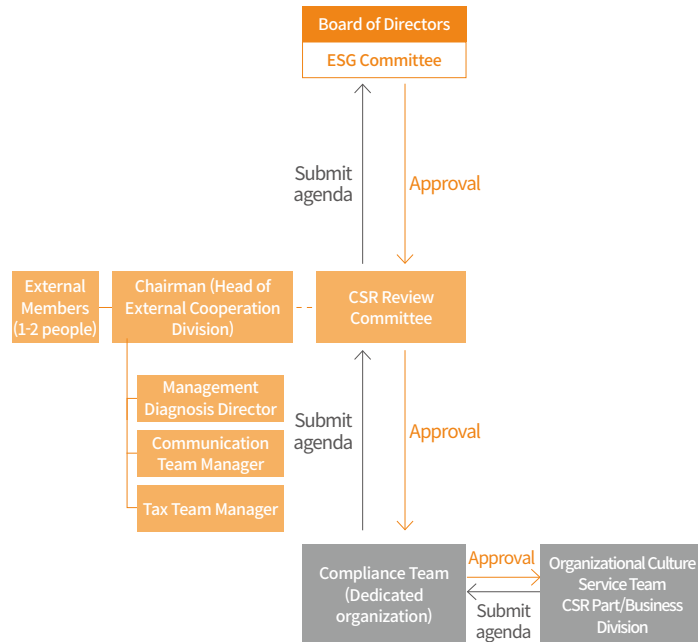 Board of Directors
ESG Committee
Submit
agenda
Approval
External
Members
(1-2 people)
Chairman (Head of
External Cooperation
Division)
CSR Review
Committee
Management
Diagnosis Director
Communication
Team Manager
Tax Team Manager
Submit
agenda
Approval
Compliance Team
(Dedicated
organization)
Approval
Submit
agenda
Organizational Culture
Service Team
CSR Part/Business
Division